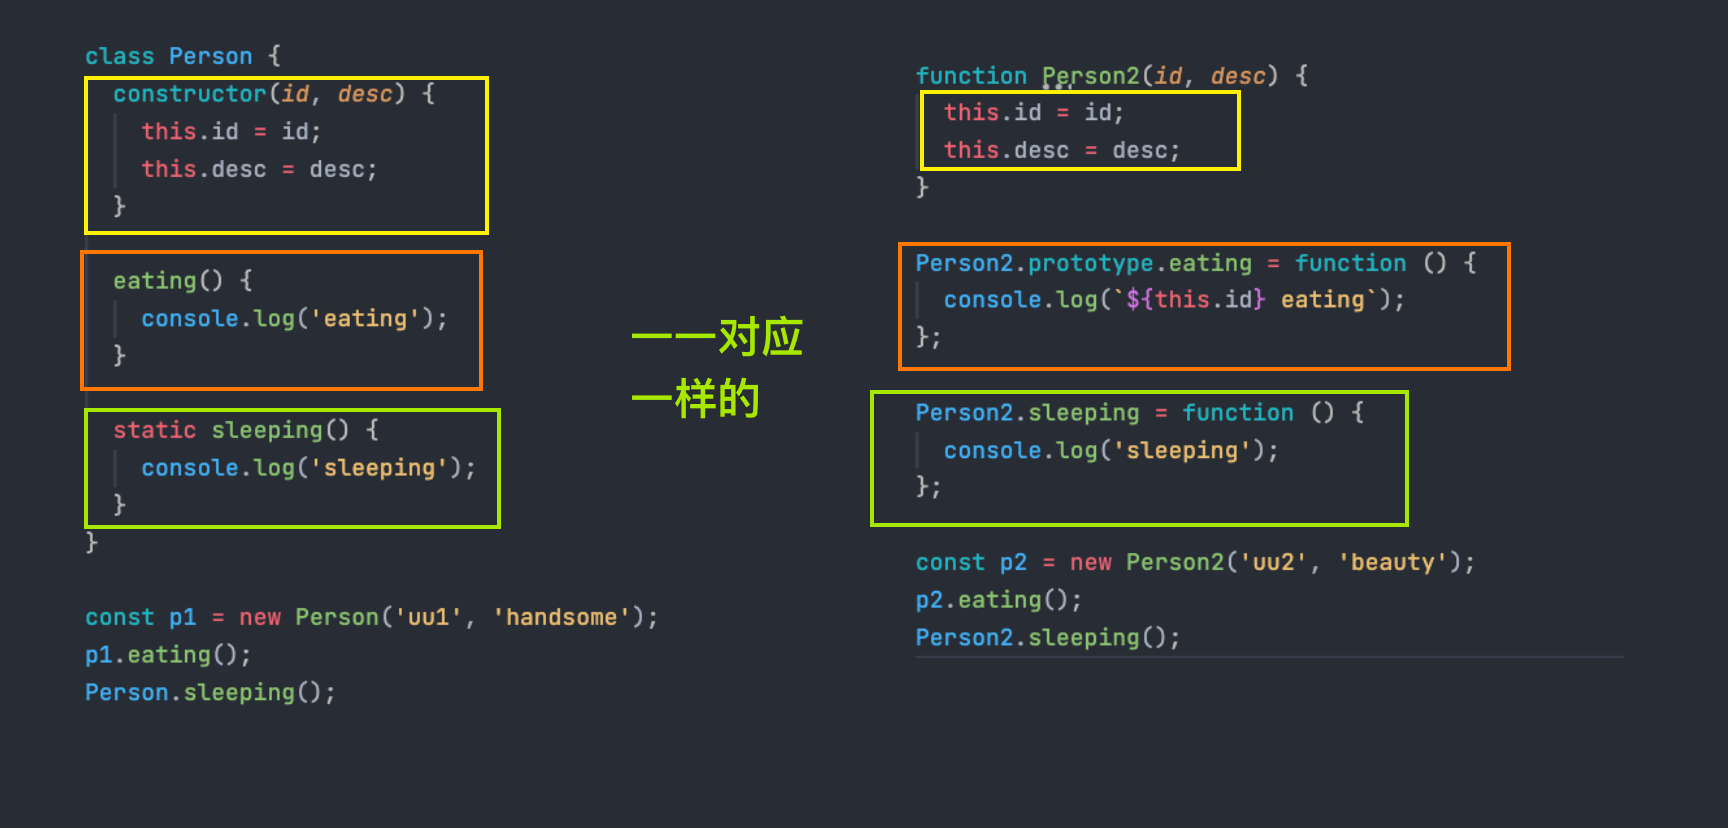 class Person {
constructor(id, desc) {
this.id = id;
this.desc = desc;
}
eating() {
console.log('eating');
}
static sleeping() {
console.log('sleeping');
}
}
const p1 = new Person('uu1', 'handsome');
p1.eating();
Person.sleeping();
一一对应
一样的
function Person2(id, desc) {
this.id = id;
this.desc = desc;
}
Person2.prototype.eating = function () {
console.log(`${this.id} eating`);
};
Person2.sleeping = function () {
console.log('sleeping');
};
const p2 = new Person2('uu2', 'beauty');
p2.eating();
Person2.sleeping();